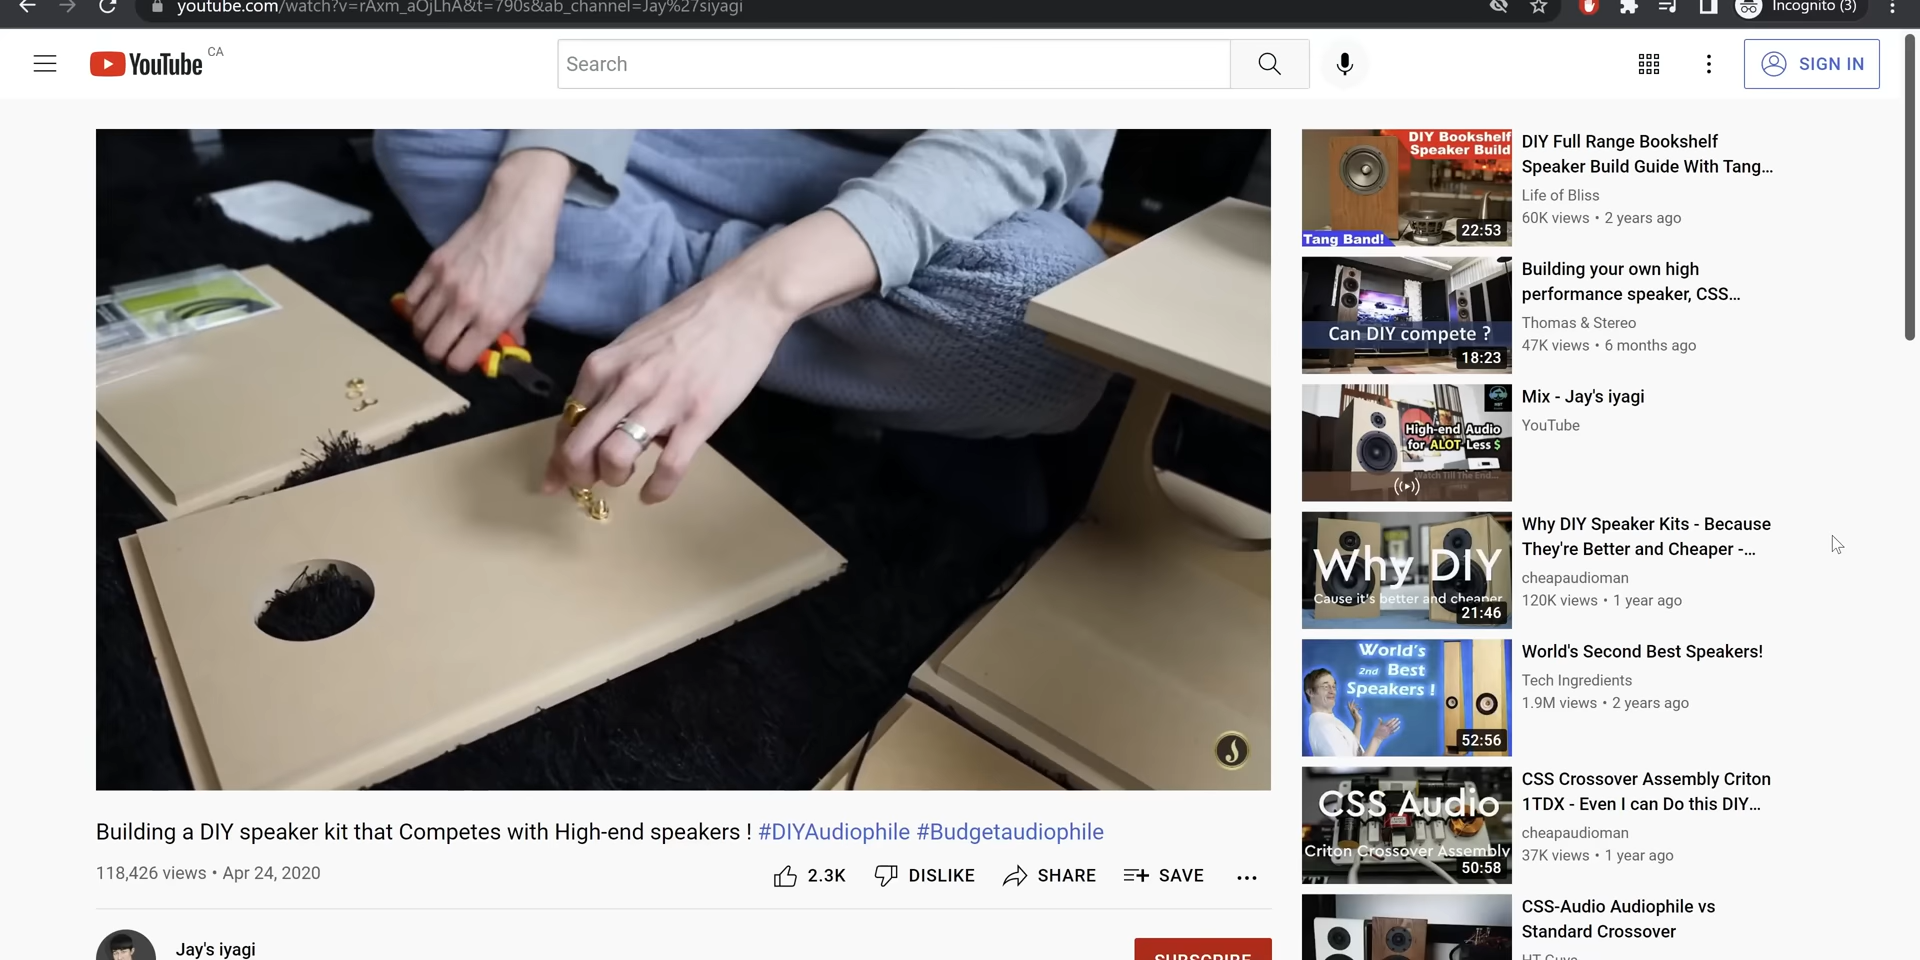 youtube.com/watch?v=rAxm_aOjLhA&t=790s&ab_channel=Jay%27siyagi
Incognito (3)
YouTube CA
Search
SIGN IN
Building a DIY speaker kit that Competes with High-end speakers ! #DIYAudiophile #Budgetaudiophile
118,426 views • Apr 24, 2020
2.3K
DISLIKE
SHARE
SAVE
Jay's iyagi
SUBSCRIBE
DIY Bookshelf
Speaker Build
Tang Band!
22:53
DIY Full Range Bookshelf
Speaker Build Guide With Tang...
Life of Bliss
60K views • 2 years ago
Can DIY compete ?
18:23
Building your own high
performance speaker, CSS...
Thomas & Stereo
47K views • 6 months ago
High-end Audio
for ALOT Less $
Watch Till The End...
Mix - Jay's iyagi
YouTube
Why DIY
Cause it's better and cheaper
21:46
Why DIY Speaker Kits - Because
They're Better and Cheaper -...
cheapaudioman
120K views • 1 year ago
World's
2nd Best
Speakers !
52:56
World's Second Best Speakers!
Tech Ingredients
1.9M views • 2 years ago
CSS Audio
Criton Crossover Assembly
50:58
CSS Crossover Assembly Criton
1TDX - Even I can Do this DIY...
cheapaudioman
37K views • 1 year ago
CSS-Audio Audiophile vs
Standard Crossover